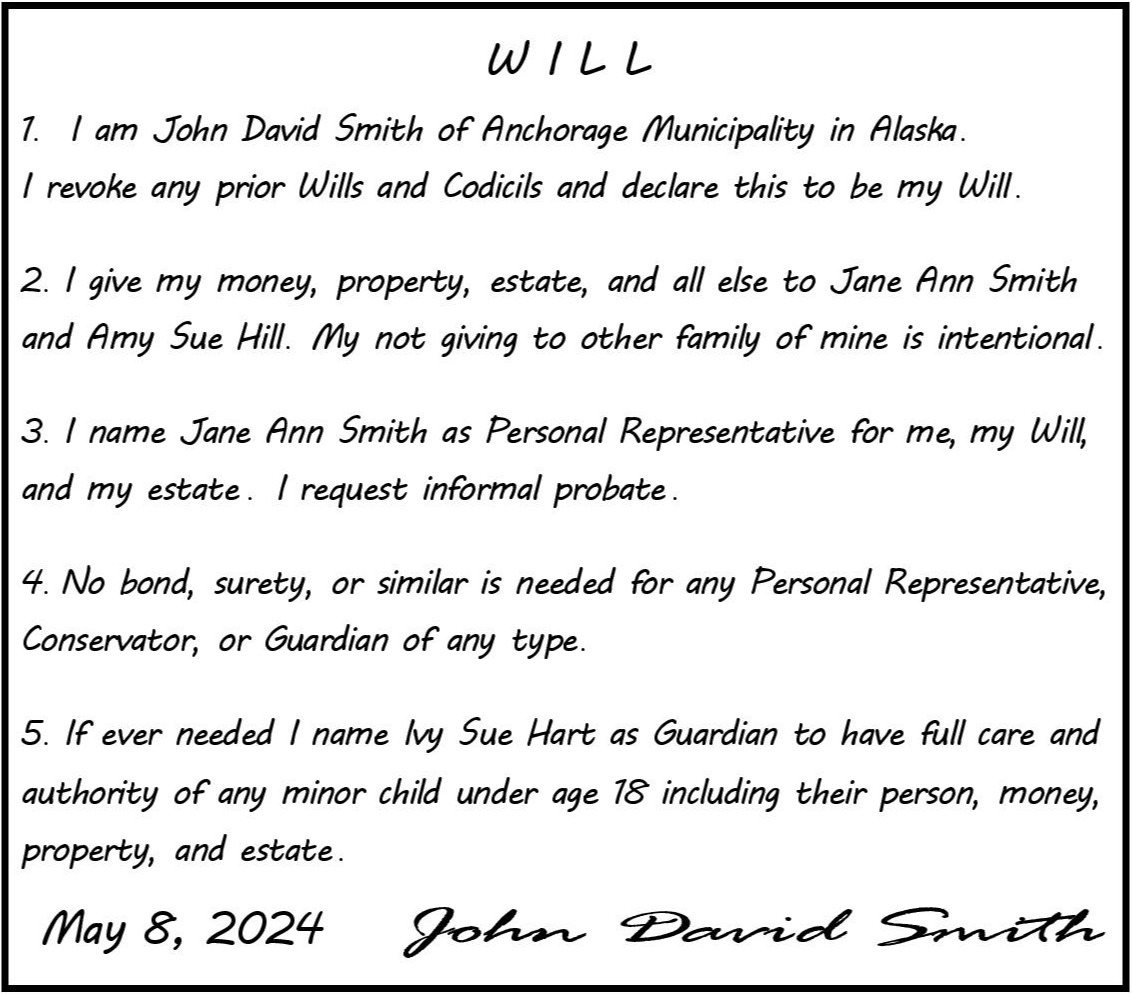 WILL
1. I am John David Smith of Anchorage Municipality in Alaska.
I revoke any prior Wills and Codicils and declare this to be my Will.
2. I give my money, property, estate, and all else to Jane Ann Smith
and Amy Sue Hill. My not giving to other family of mine is intentional.
3. I name Jane Ann Smith as Personal Representative for me, my Will,
and my estate. I request informal probate.
4. No bond, surety, or similar is needed for any Personal Representative,
Conservator, or Guardian of any type.
5. If ever needed I name Ivy Sue Hart as Guardian to have full care and
authority of any minor child under age 18 including their person, money,
property, and estate.
May 8, 2024 John David Smith